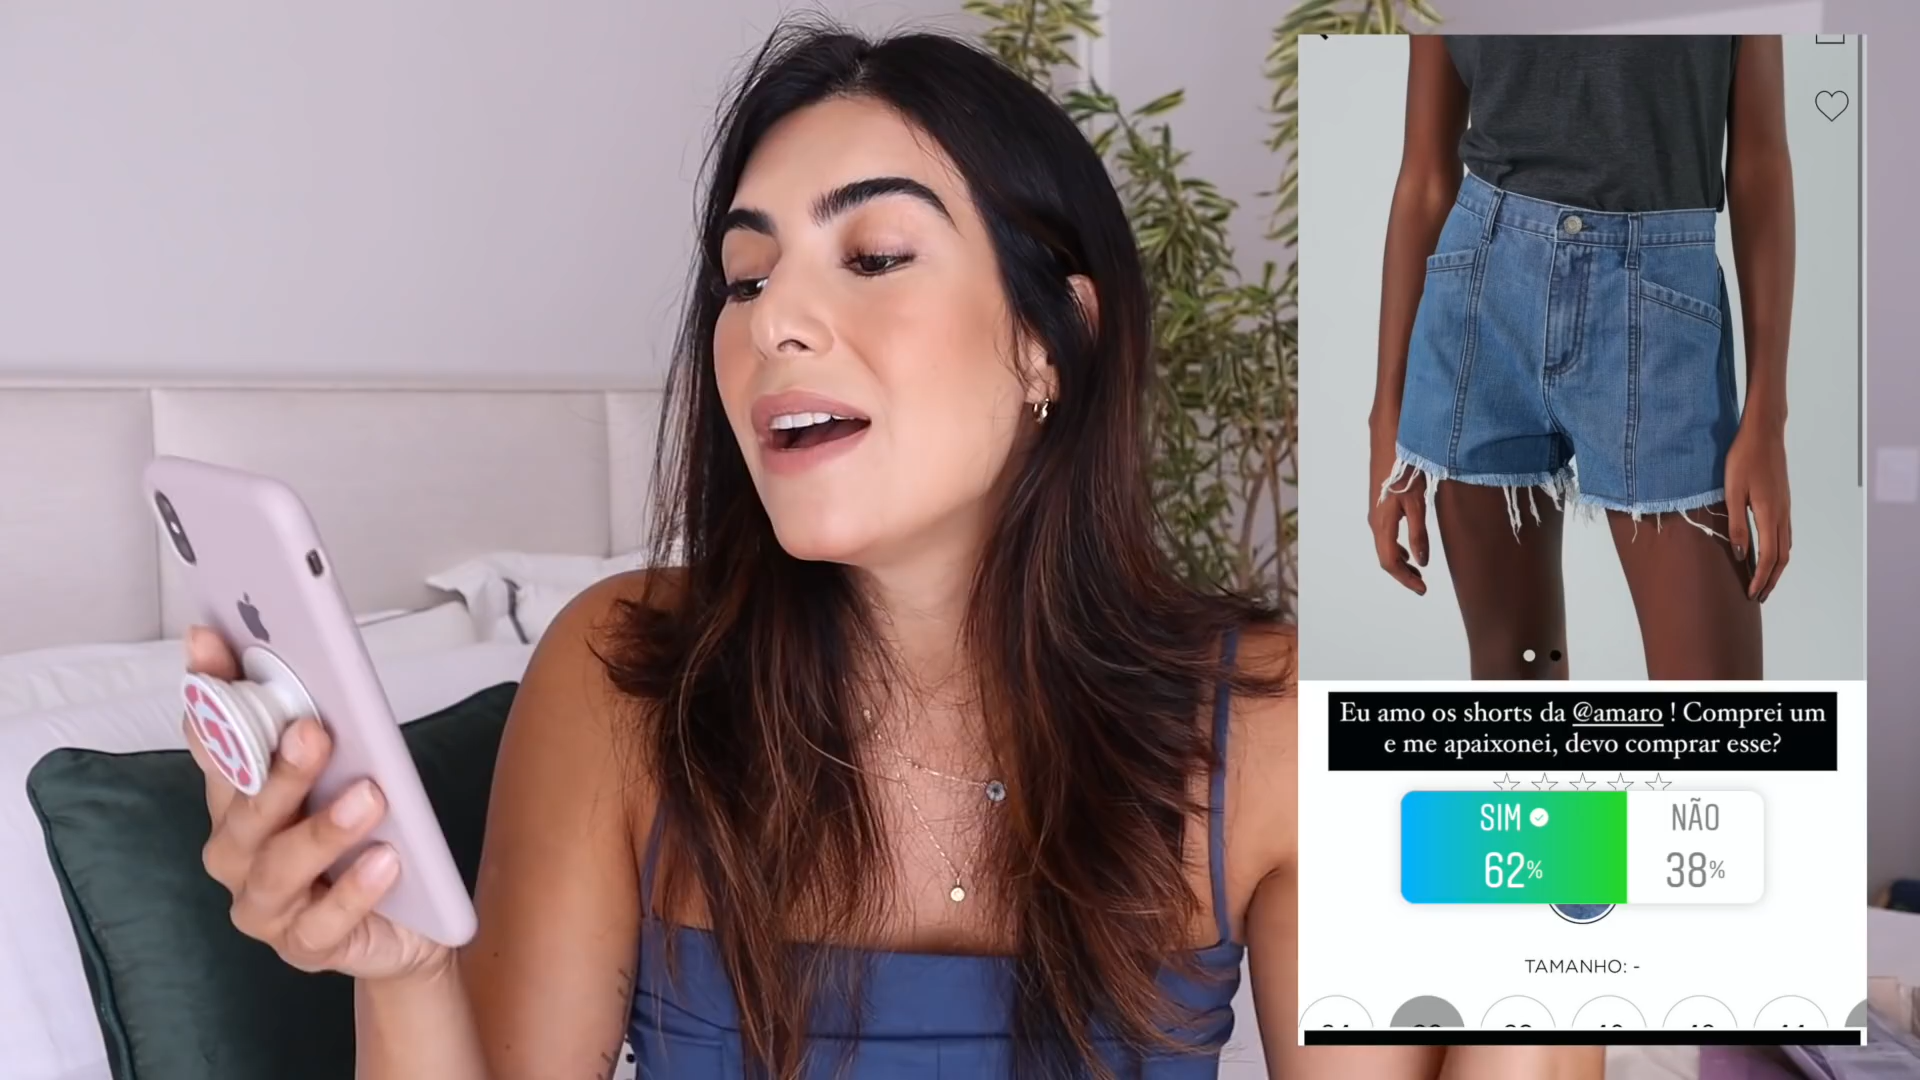 Eu amo os shorts da @amaro ! Comprei um
e me apaixonei, devo comprar esse?
SIM NÃO
62% 38%
TAMANHO: -